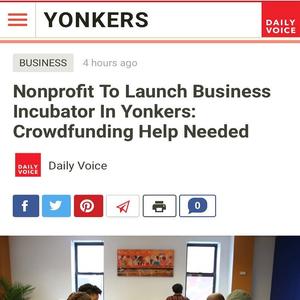 YONKERS
DAILY
VOICE
BUSINESS 4 hours ago
Nonprofit To Launch Business
Incubator In Yonkers:
Crowdfunding Help Needed
DAILY
VOICE
Daily Voice
0